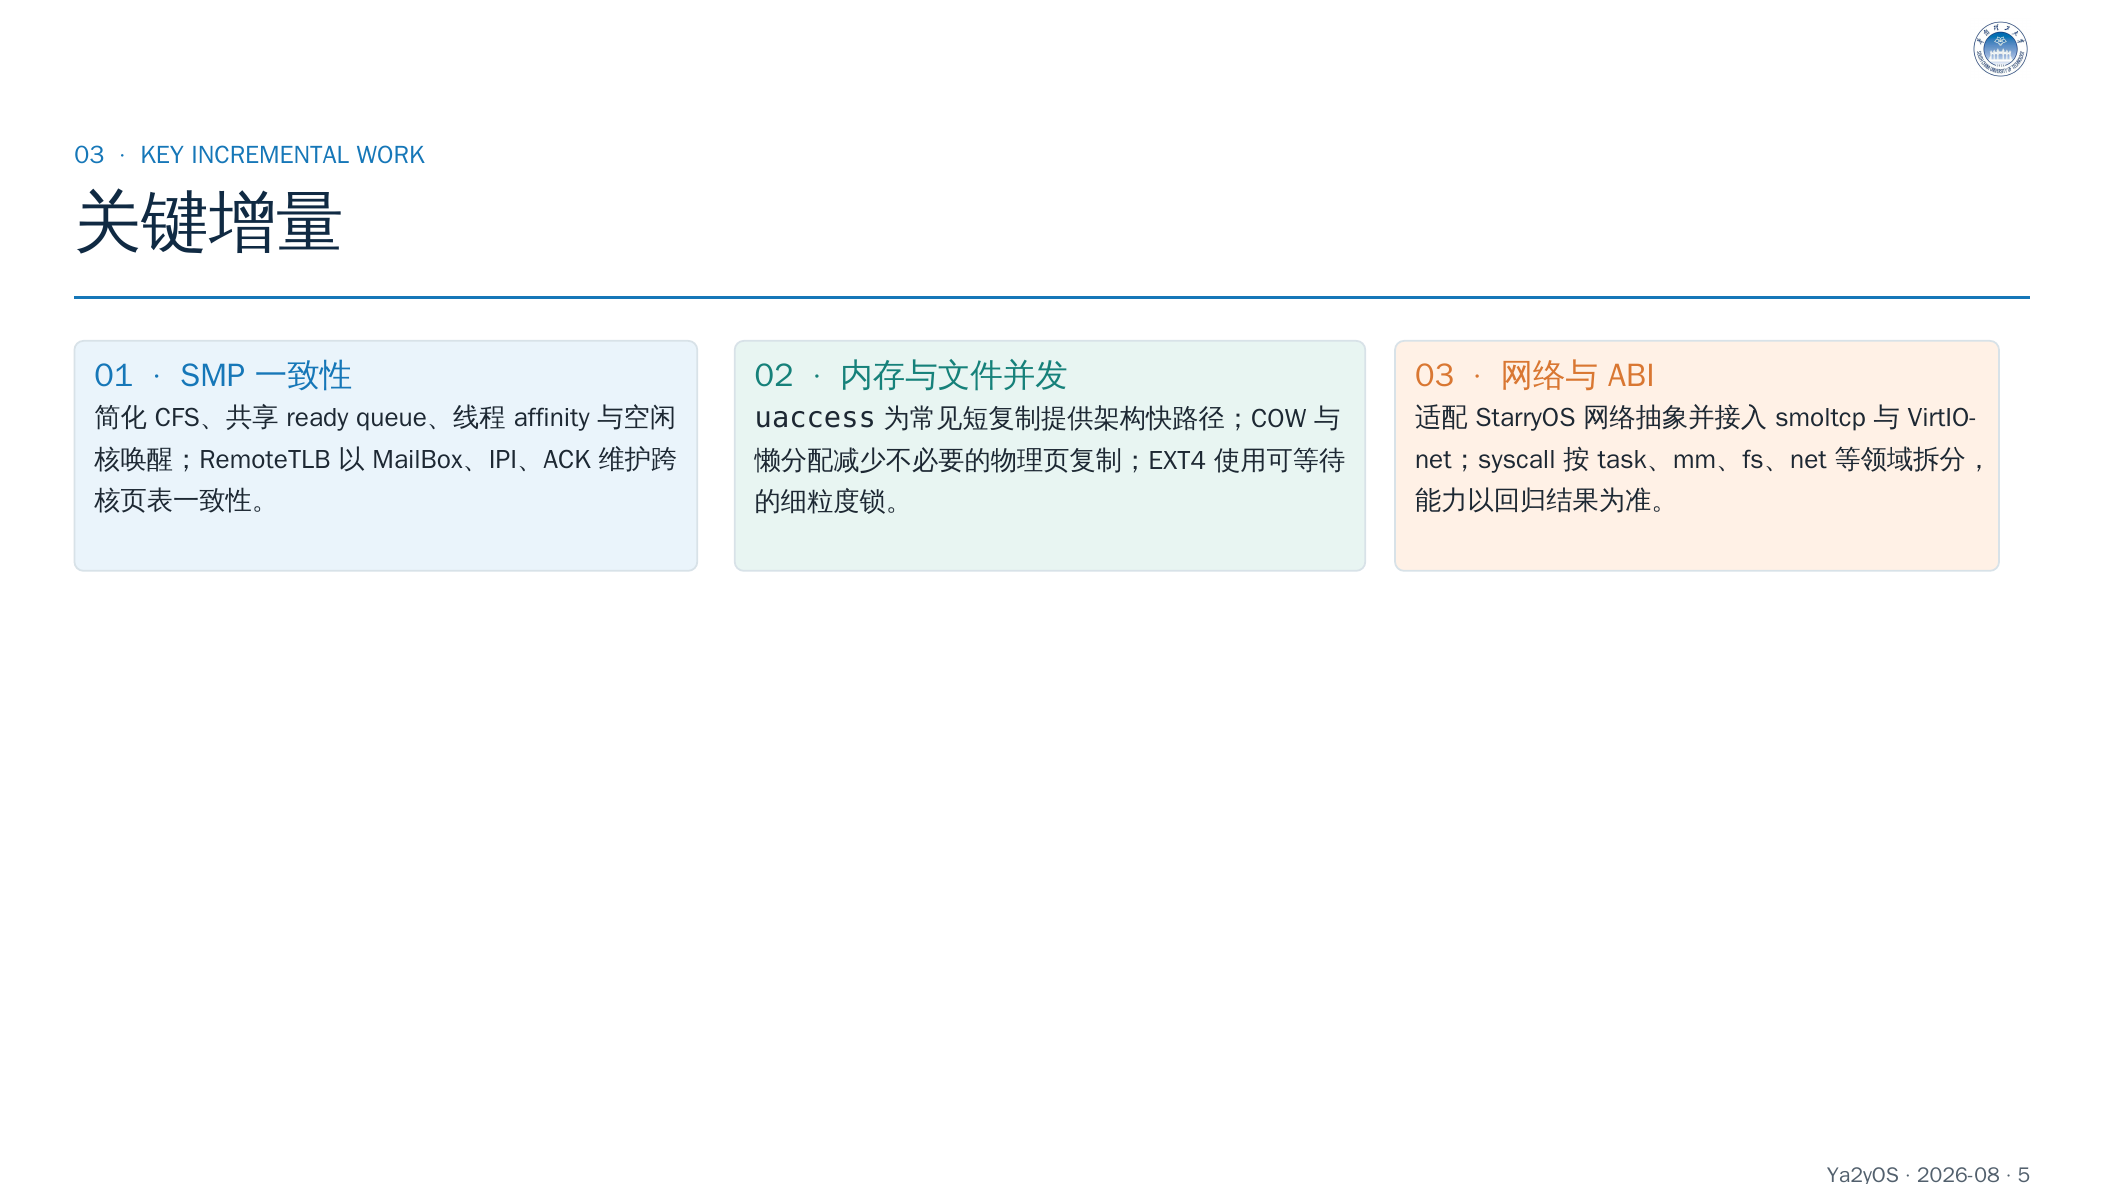 03 · KEY INCREMENTAL WORK
关键增量
01 · SMP 一致性
简化 CFS、共享 ready queue、线程 affinity 与空闲
核唤醒；RemoteTLB 以 MailBox、IPI、ACK 维护跨
核页表一致性。
02 · 内存与文件并发
uaccess 为常见短复制提供架构快路径；COW 与
懒分配减少不必要的物理页复制；EXT4 使用可等待
的细粒度锁。
03 · 网络与 ABI
适配 StarryOS 网络抽象并接入 smoltcp 与 VirtIO-
net；syscall 按 task、mm、fs、net 等领域拆分，
能力以回归结果为准。
Ya2yOS · 2026-08 · 5